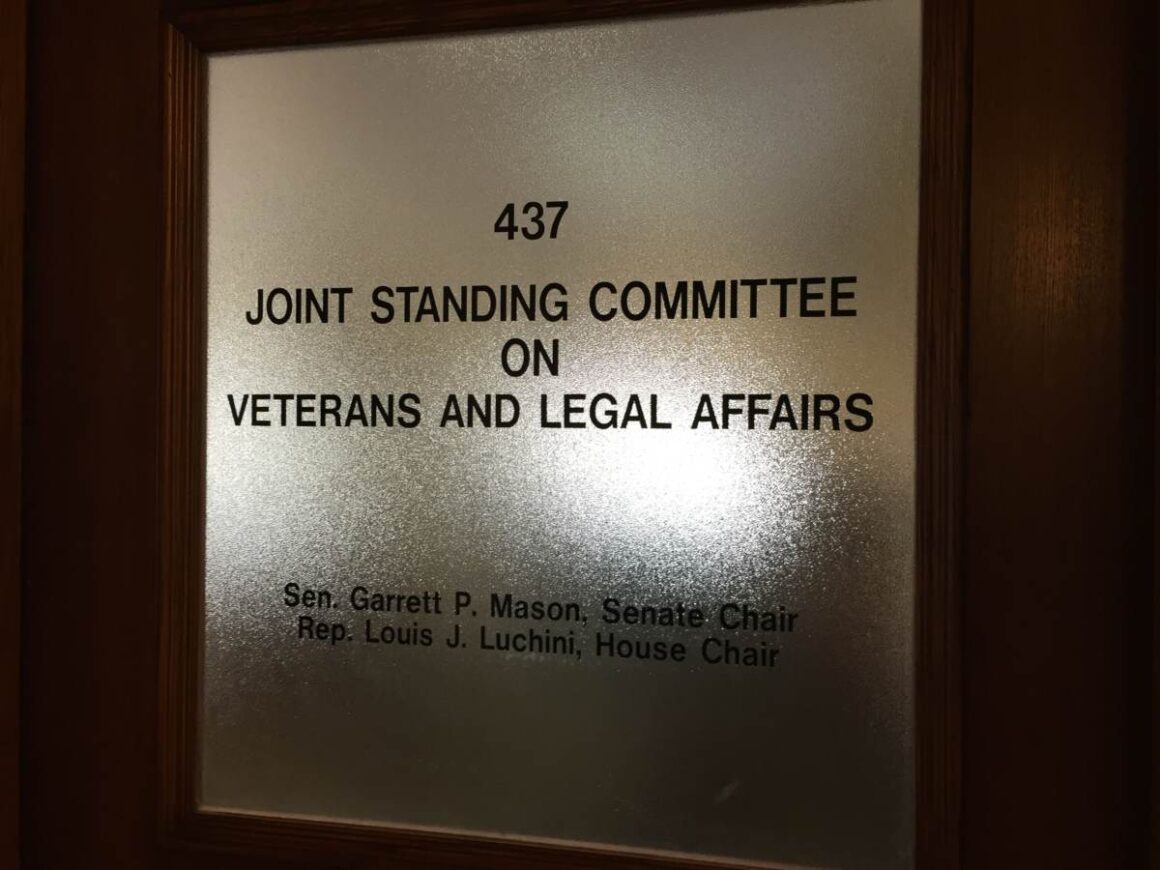 437
JOINT STANDING COMMITTEE
ON
VETERANS AND LEGAL AFFAIRS
Sen. Garrett P. Mason, Senate Chair
Rep. Louis J. Luchini, House Chair